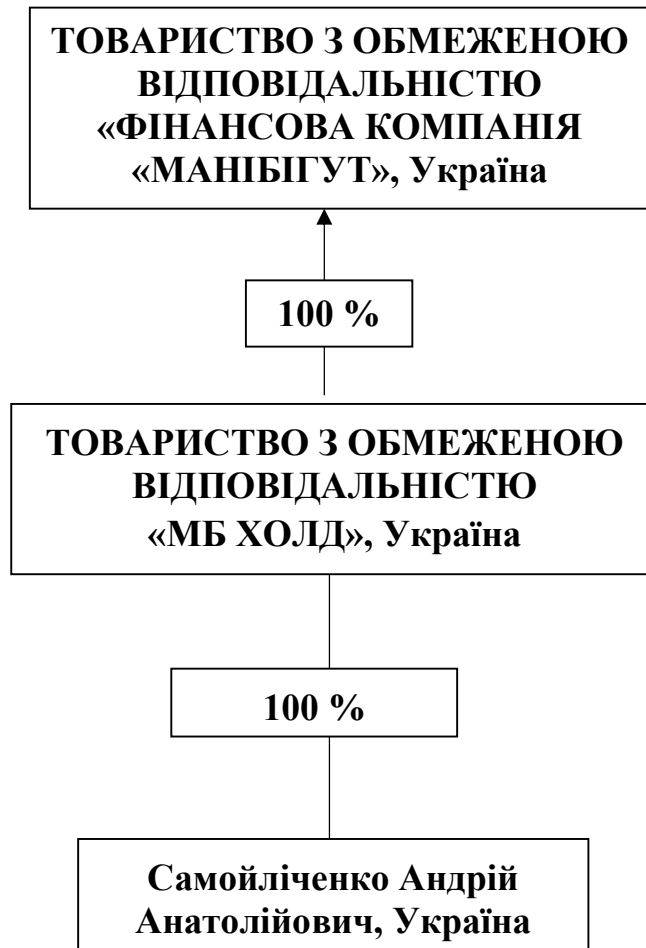 ТОВАРИСТВО З ОБМЕЖЕНОЮ
ВІДПОВІДАЛЬНІСТЮ
«ФІНАНСОВА КОМПАНІЯ
«МАНІБІГУТ», Україна
100 %
ТОВАРИСТВО З ОБМЕЖЕНОЮ
ВІДПОВІДАЛЬНІСТЮ
«МБ ХОЛД», Україна
100 %
Самойліченко Андрій
Анатолійович, Україна